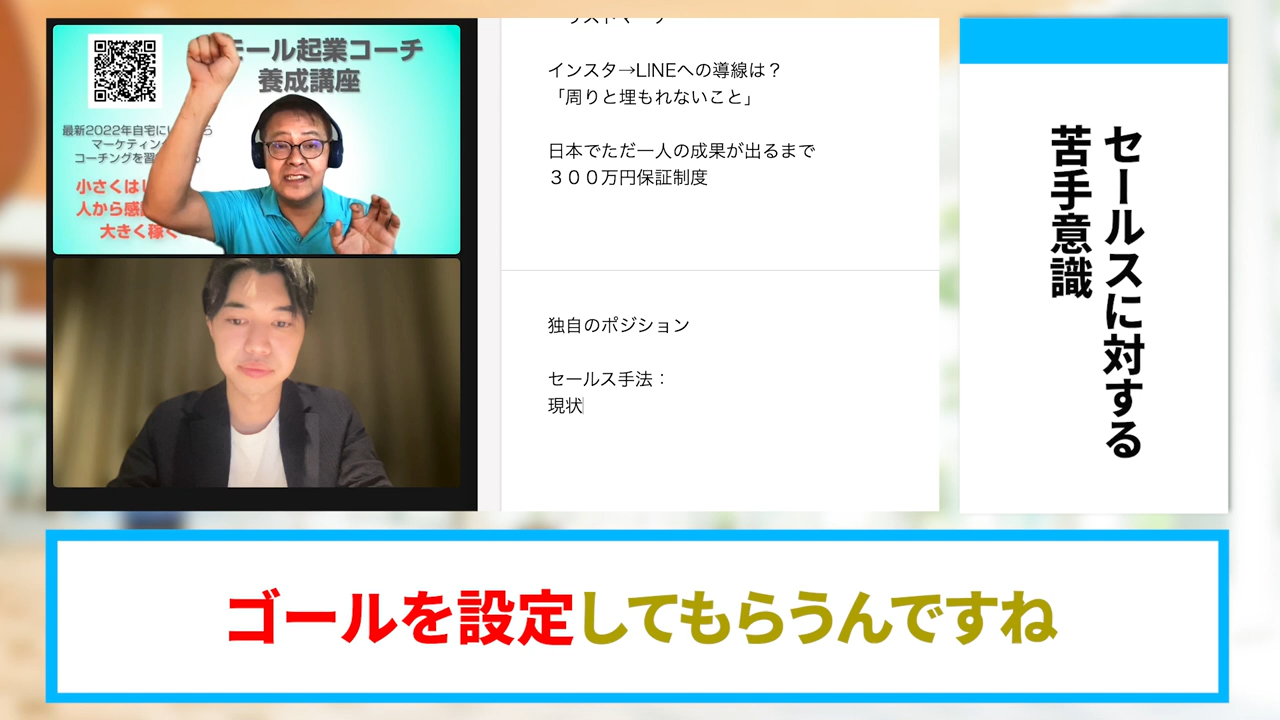 モール起業コーチ
養成講座
最新2022年自宅に
マーケティン
コーチングを習
小さくは
人から感
大きく稼ぐ
インスタ→LINEへの導線は？
「周りと埋もれないこと」
日本でただ一人の成果が出るまで
３００万円保証制度
独自のポジション
セールス手法：
現状
セールスに対する
苦手意識
ゴールを設定してもらうんですね